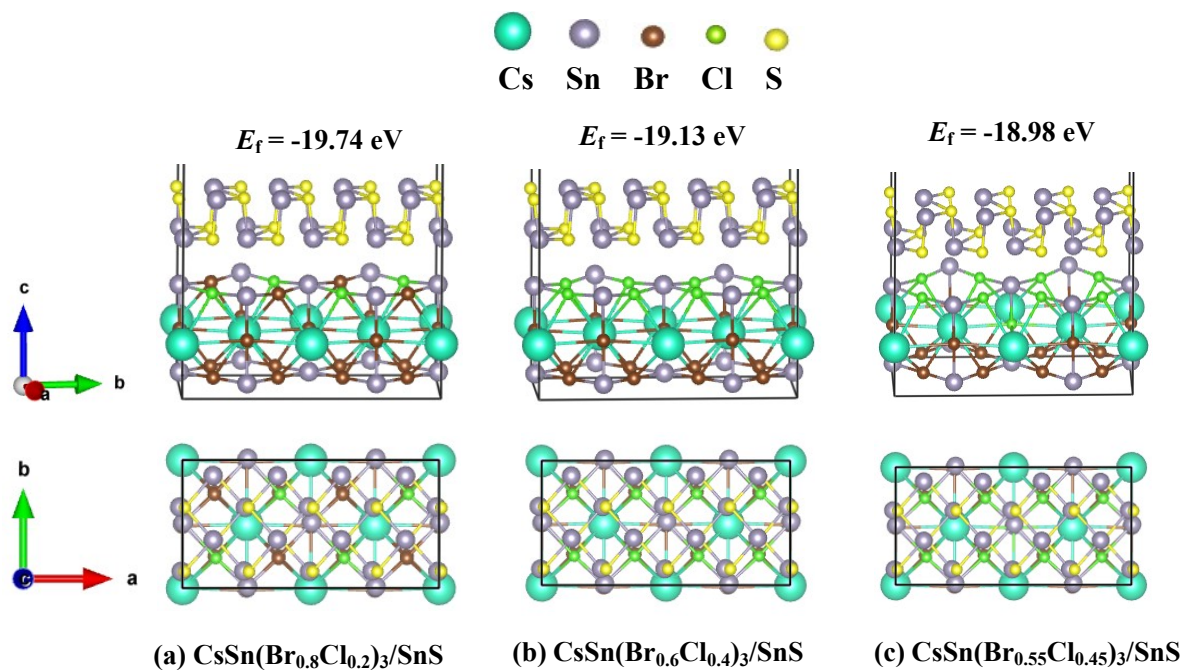 Cs Sn Br Cl S
E_f = -19.74 eV
E_f = -19.13 eV
E_f = -18.98 eV
c
b
a
b
a
c
(a) CsSn(Br0.8Cl0.2)3/SnS
(b) CsSn(Br0.6Cl0.4)3/SnS
(c) CsSn(Br0.55Cl0.45)3/SnS